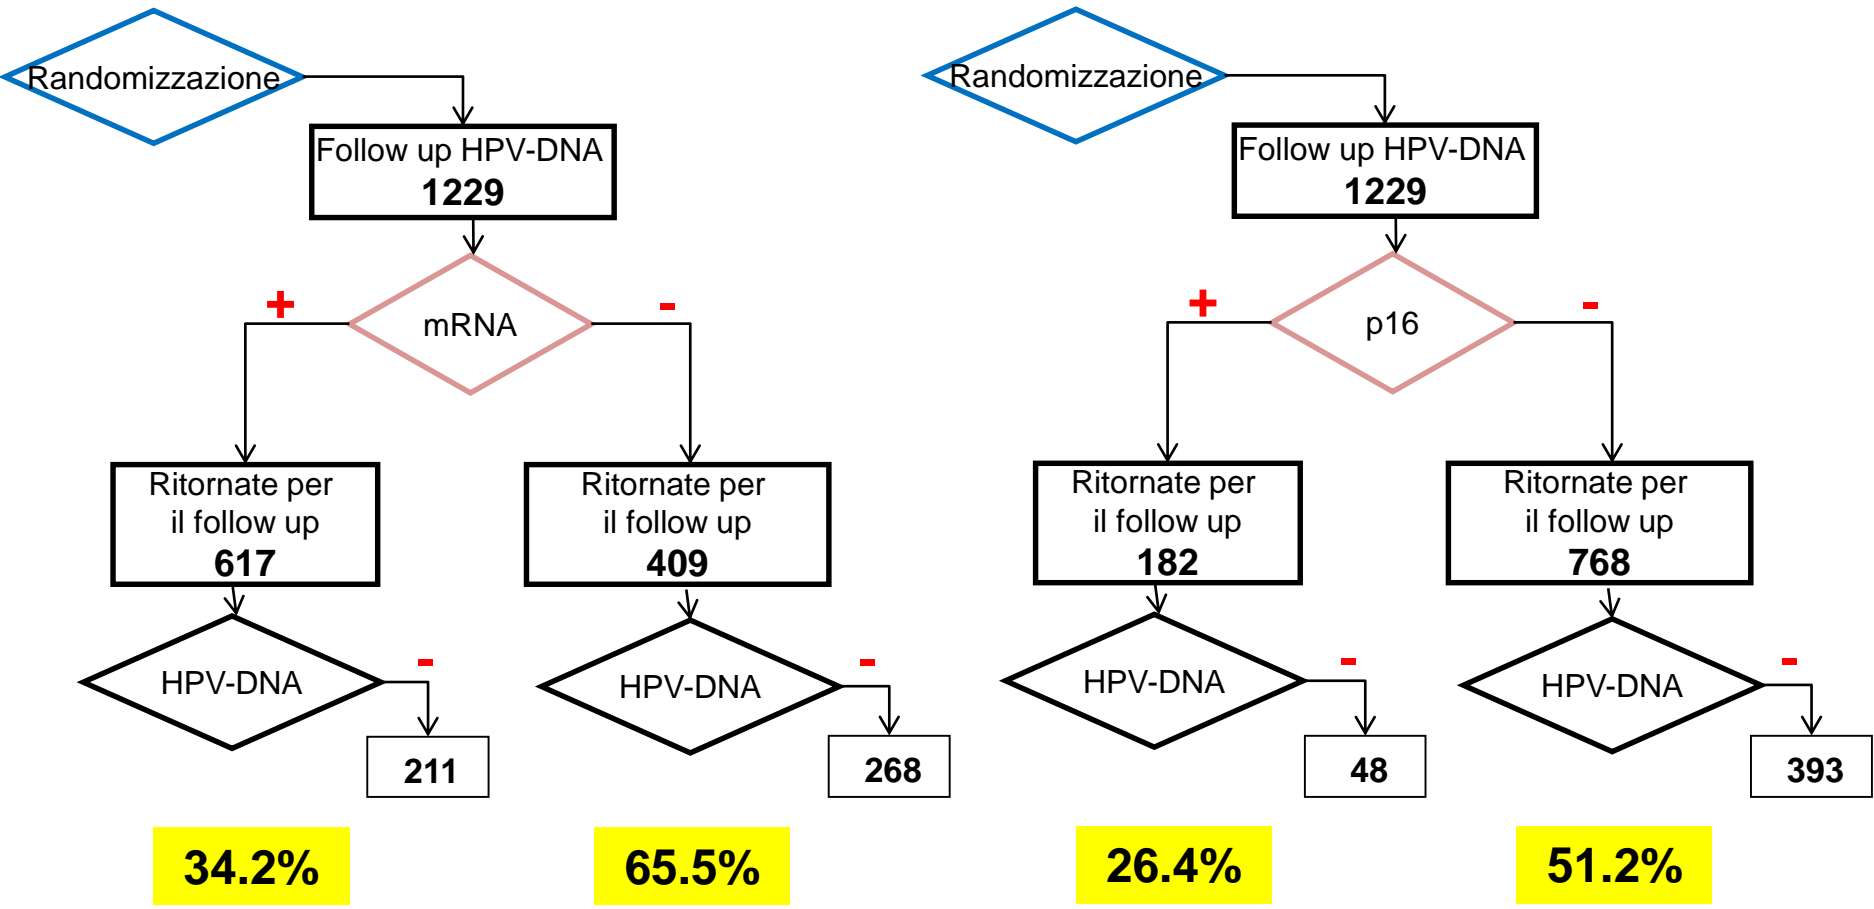 Randomizzazione
Follow up HPV-DNA
1229
mRNA
+
-
Ritornate per
il follow up
617
Ritornate per
il follow up
409
HPV-DNA
-
211
HPV-DNA
-
268
34.2%
65.5%
Randomizzazione
Follow up HPV-DNA
1229
p16
+
-
Ritornate per
il follow up
182
Ritornate per
il follow up
768
HPV-DNA
-
48
HPV-DNA
-
393
26.4%
51.2%